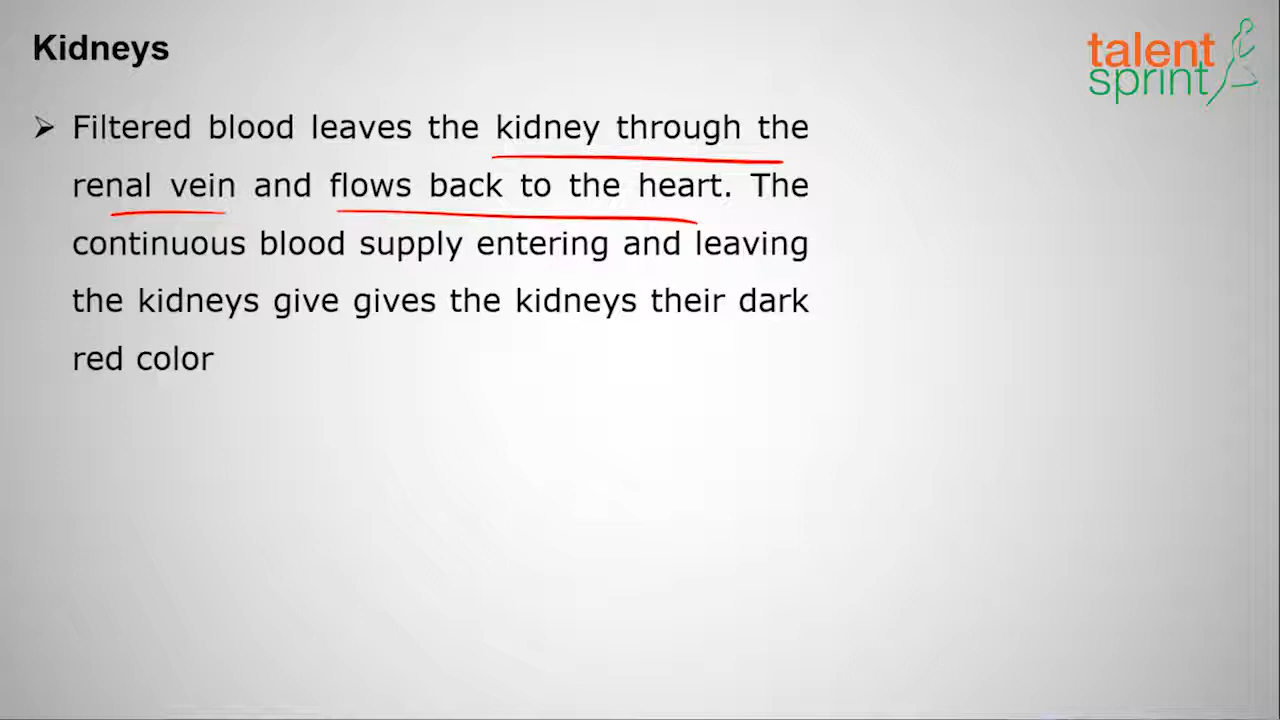 Kidneys
talent
sprint
➢ Filtered blood leaves the kidney through the
renal vein and flows back to the heart. The
continuous blood supply entering and leaving
the kidneys give gives the kidneys their dark
red color